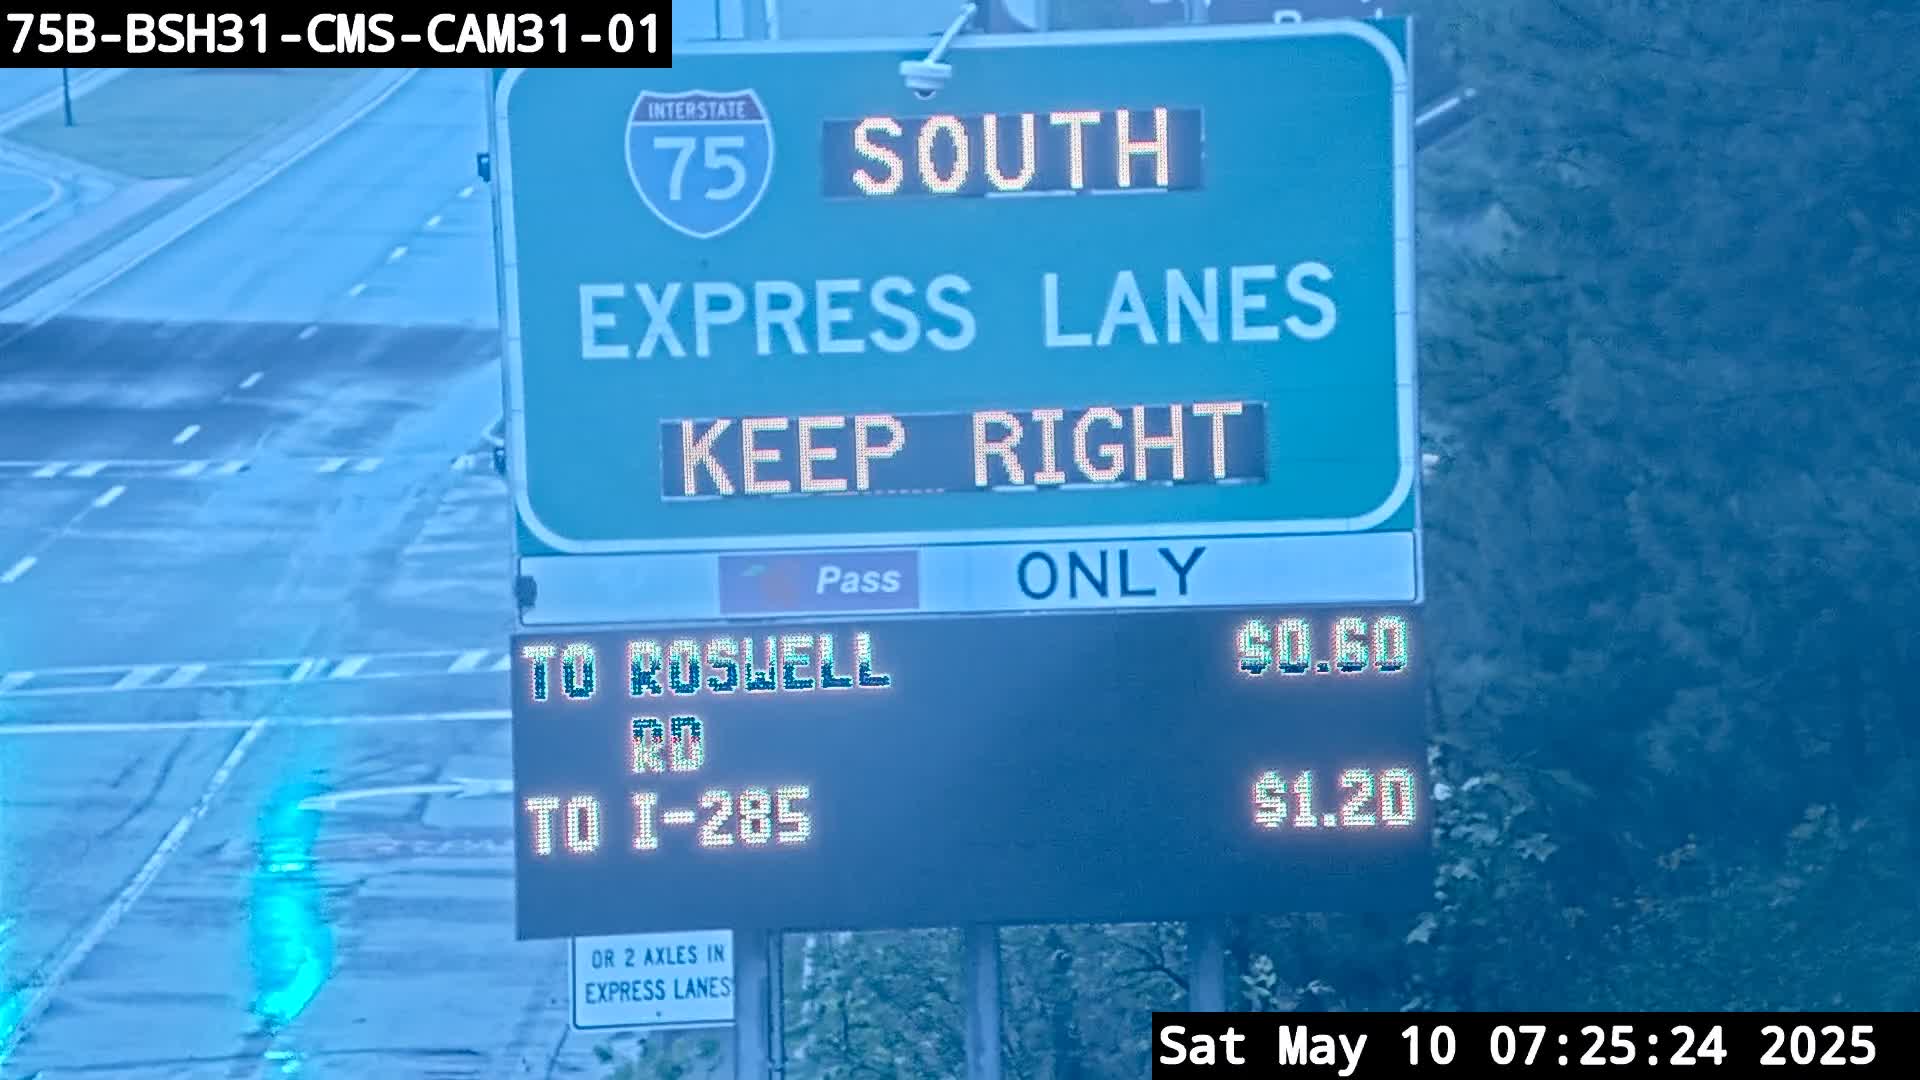 75B-BSH31-CMS-CAM31-01
INTERSTATE
75
SOUTH
EXPRESS LANES
KEEP RIGHT
Pass ONLY
TO ROSWELL $0.60
RD
TO I-285 $1.20
OR 2 AXLES IN
EXPRESS LANES
Sat May 10 07:25:24 2025